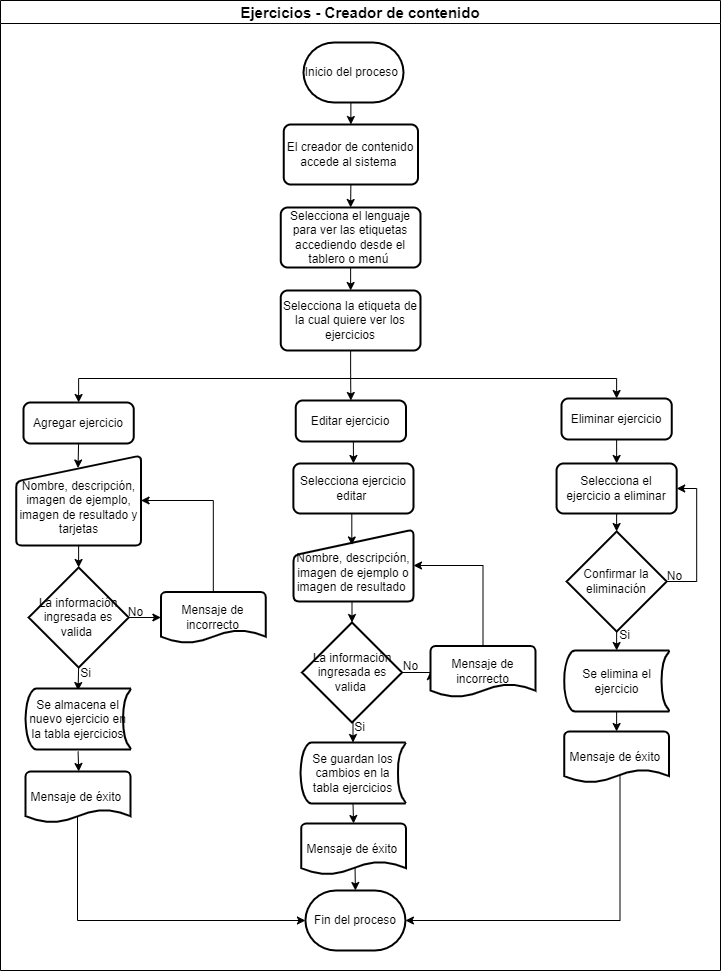 Ejercicios - Creador de contenido
Inicio del proceso
El creador de contenido
accede al sistema
Selecciona el lenguaje
para ver las etiquetas
accediendo desde el
tablero o menú
Selecciona la etiqueta de
la cual quiere ver los
ejercicios
Agregar ejercicio
Nombre, descripción,
imagen de ejemplo,
imagen de resultado y
tarjetas
La información
ingresada es
valida
No
Mensaje de
incorrecto
Si
Se almacena el
nuevo ejercicio en
la tabla ejercicios
Mensaje de éxito
Editar ejercicio
Selecciona ejercicio
editar
Nombre, descripción,
imagen de ejemplo o
imagen de resultado
La información
ingresada es
valida
No
Mensaje de
incorrecto
Si
Se guardan los
cambios en la
tabla ejercicios
Mensaje de éxito
Eliminar ejercicio
Selecciona el
ejercicio a eliminar
Confirmar la
eliminación
No
Si
Se elimina el
ejercicio
Mensaje de éxito
Fin del proceso